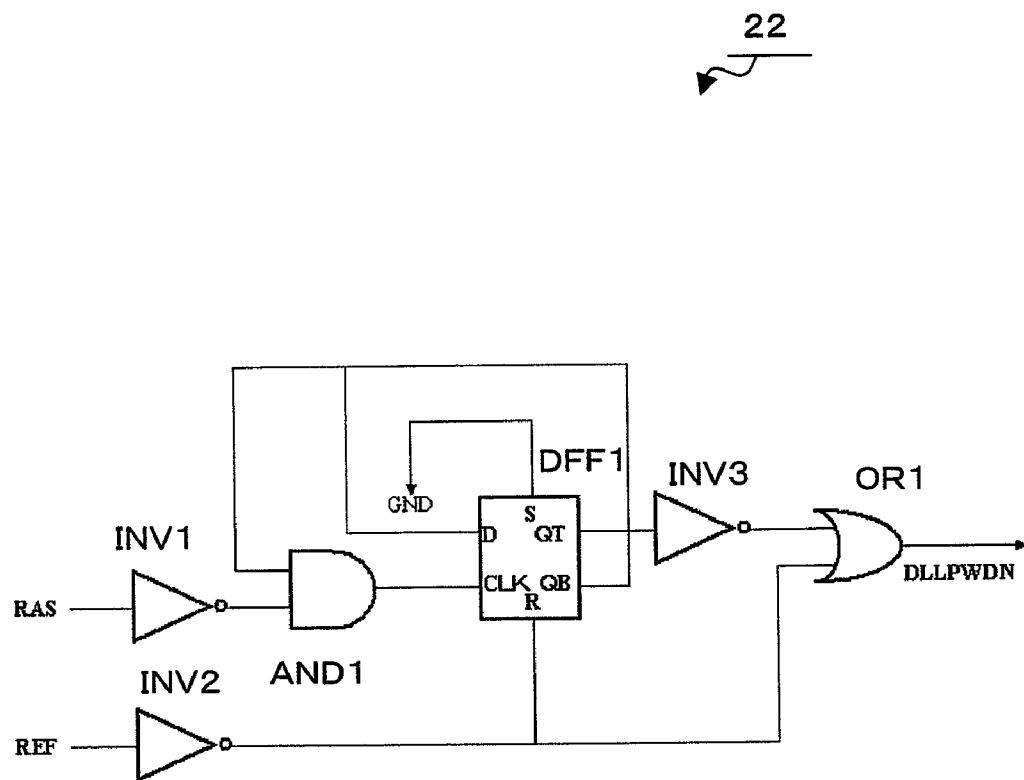 22
DFF1
INV3
OR1
GND
S
D
QT
INV1
CLK
QB
R
DLLPWDN
RAS
AND1
INV2
REF